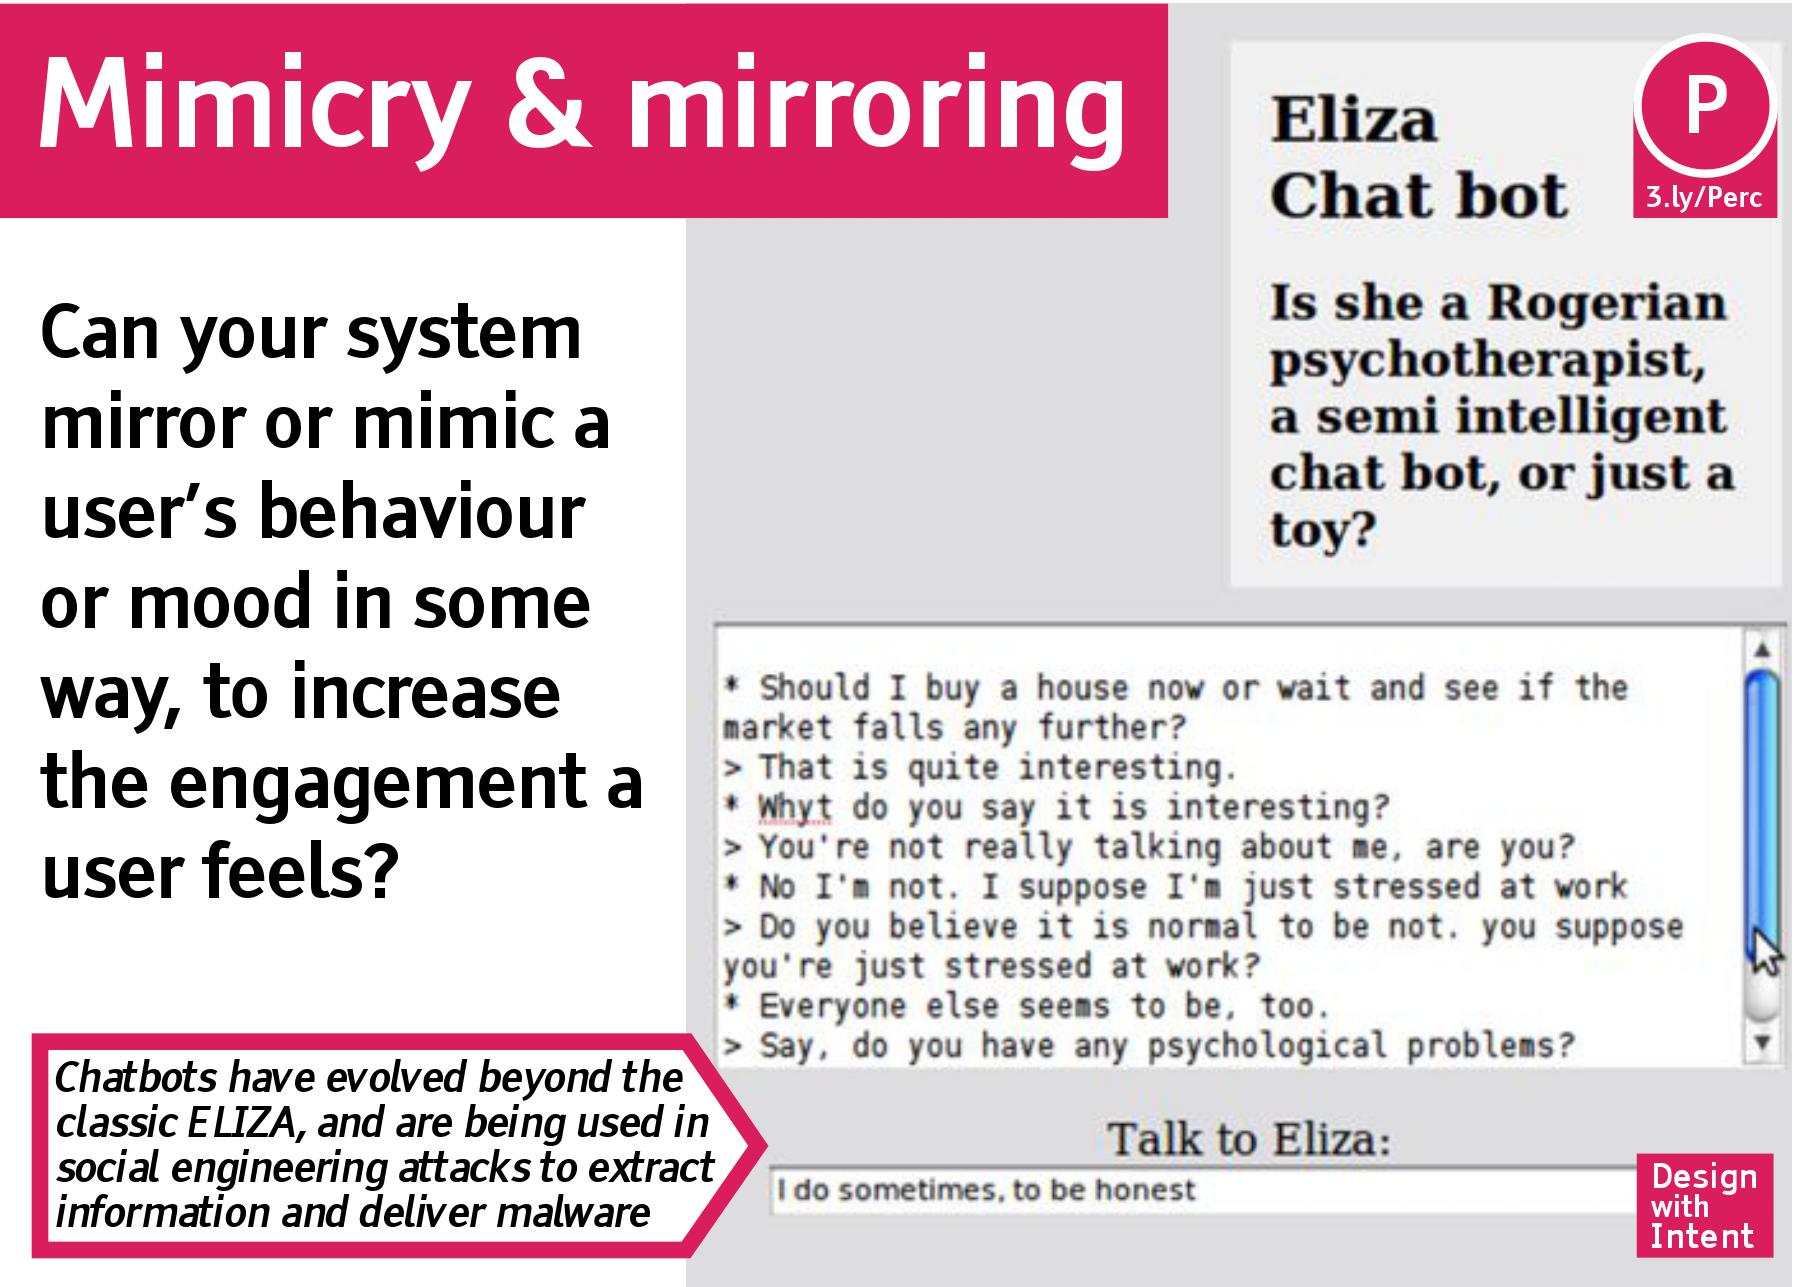 Mimicry & mirroring
Can your system
mirror or mimic a
user's behaviour
or mood in some
way, to increase
the engagement a
user feels?
Chatbots have evolved beyond the
classic ELIZA, and are being used in
social engineering attacks to extract
information and deliver malware
Eliza
Chat bot
Is she a Rogerian
psychotherapist,
a semi intelligent
chat bot, or just a
toy?
P
3.ly/Perc
* Should I buy a house now or wait and see if the
market falls any further?
> That is quite interesting.
* Whyt do you say it is interesting?
> You're not really talking about me, are you?
* No I'm not. I suppose I'm just stressed at work
> Do you believe it is normal to be not. you suppose
you're just stressed at work?
* Everyone else seems to be, too.
> Say, do you have any psychological problems?
Talk to Eliza:
I do sometimes, to be honest
Design
with
Intent